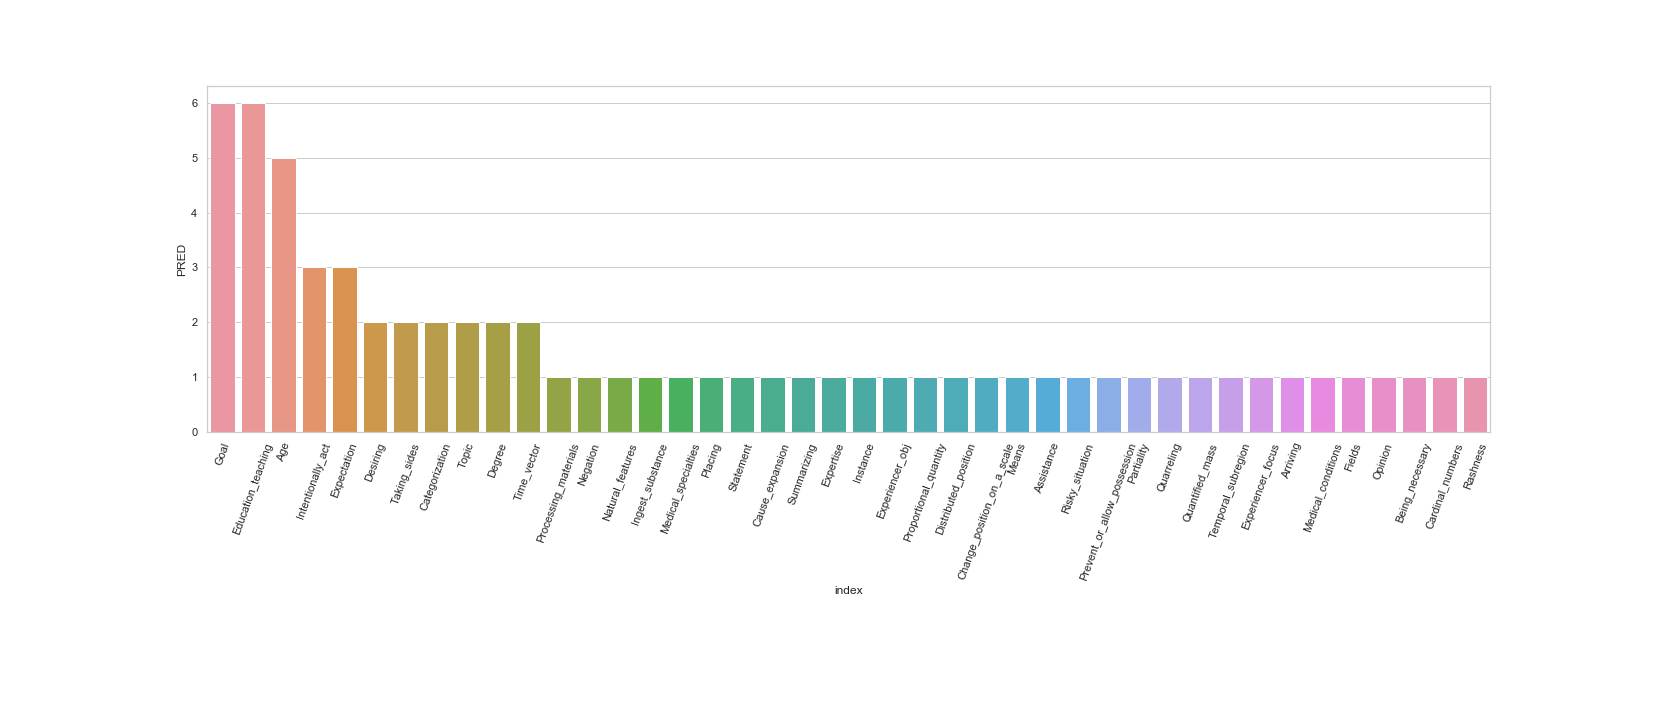 6
5
4
3
2
1
0
PRED
Goal
Education_teaching
Age
Intentionally_act
Expectation
Desiring
Taking_sides
Categorization
Topic
Degree
Time_vector
Processing_materials
Negation
Natural_features
Ingest_substance
Medical_specialties
Placing
Statement
Cause_expansion
Summarizing
Expertise
Instance
Experiencer_obj
Proportional_quantity
Distributed_position
Change_position_on_a_scale
Means
Assistance
Risky_situation
Prevent_or_allow_possession
Partiality
Quarreling
Quantified_mass
Temporal_subregion
Experiencer_focus
Arriving
Medical_conditions
Fields
Opinion
Being_necessary
Cardinal_numbers
Rashness
index